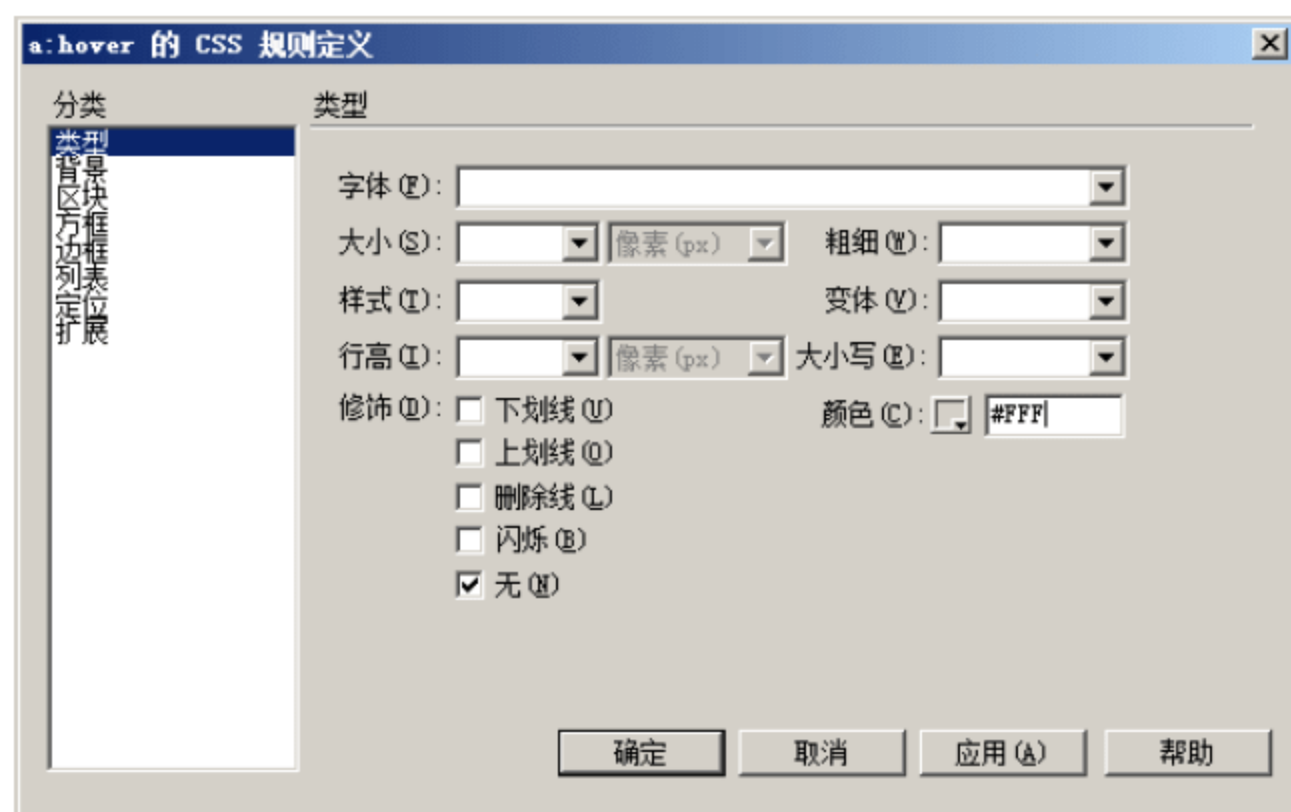 a:hover 的 CSS 规则定义
分类
类型
背景
区块
方框
边框
列表
定位
扩展
类型
字体(F):
大小(S): 像素(px) 粗细(W):
样式(T): 变体(V):
行高(I): 像素(px) 大小写(E):
修饰(D): 下划线(U) 颜色(C): #FFF
上划线(O)
删除线(L)
闪烁(B)
无(N)
确定 取消 应用(A) 帮助